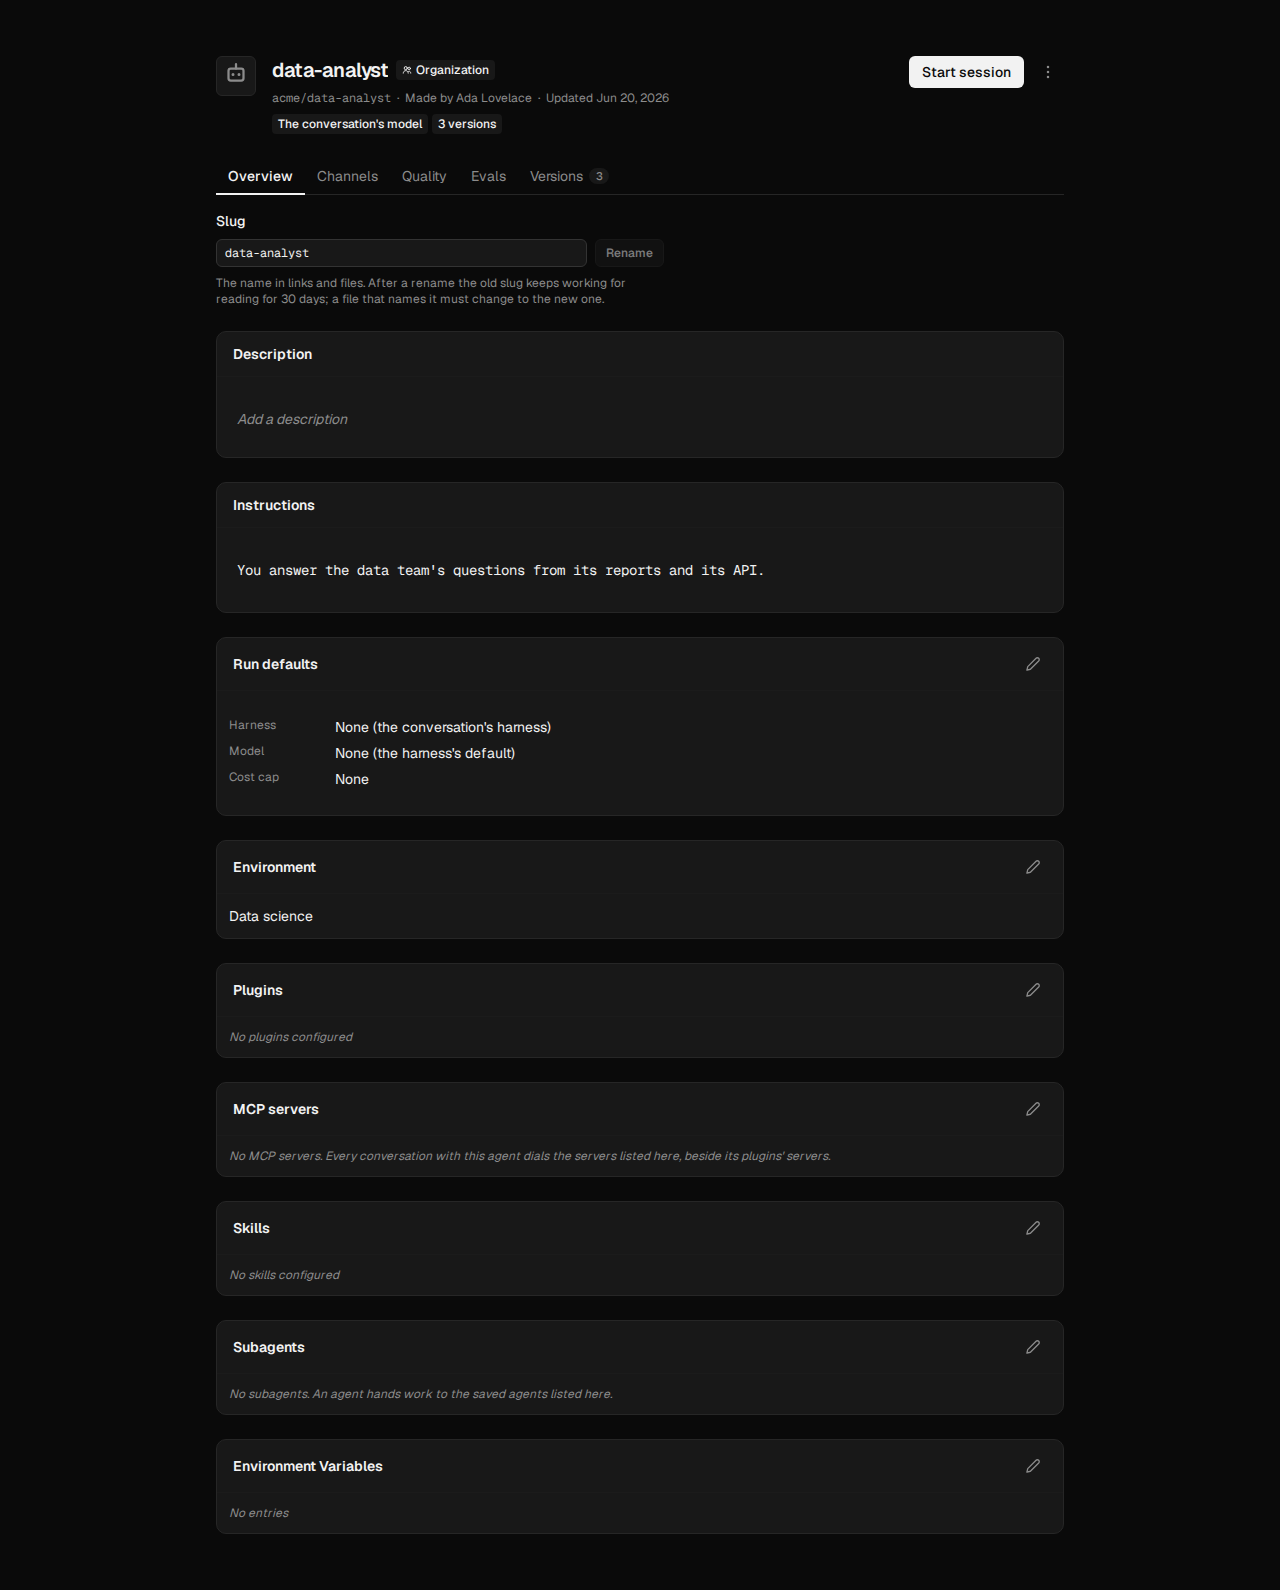 data-analyst
Organization
Start session
acme/data-analyst · Made by Ada Lovelace · Updated Jun 20, 2026
The conversation's model
3 versions
Overview
Channels
Quality
Evals
Versions 3
Slug
data-analyst
Rename
The name in links and files. After a rename the old slug keeps working for
reading for 30 days; a file that names it must change to the new one.
Description
Add a description
Instructions
You answer the data team's questions from its reports and its API.
Run defaults
Harness
None (the conversation's harness)
Model
None (the harness's default)
Cost cap
None
Environment
Data science
Plugins
No plugins configured
MCP servers
No MCP servers. Every conversation with this agent dials the servers listed here, beside its plugins' servers.
Skills
No skills configured
Subagents
No subagents. An agent hands work to the saved agents listed here.
Environment Variables
No entries